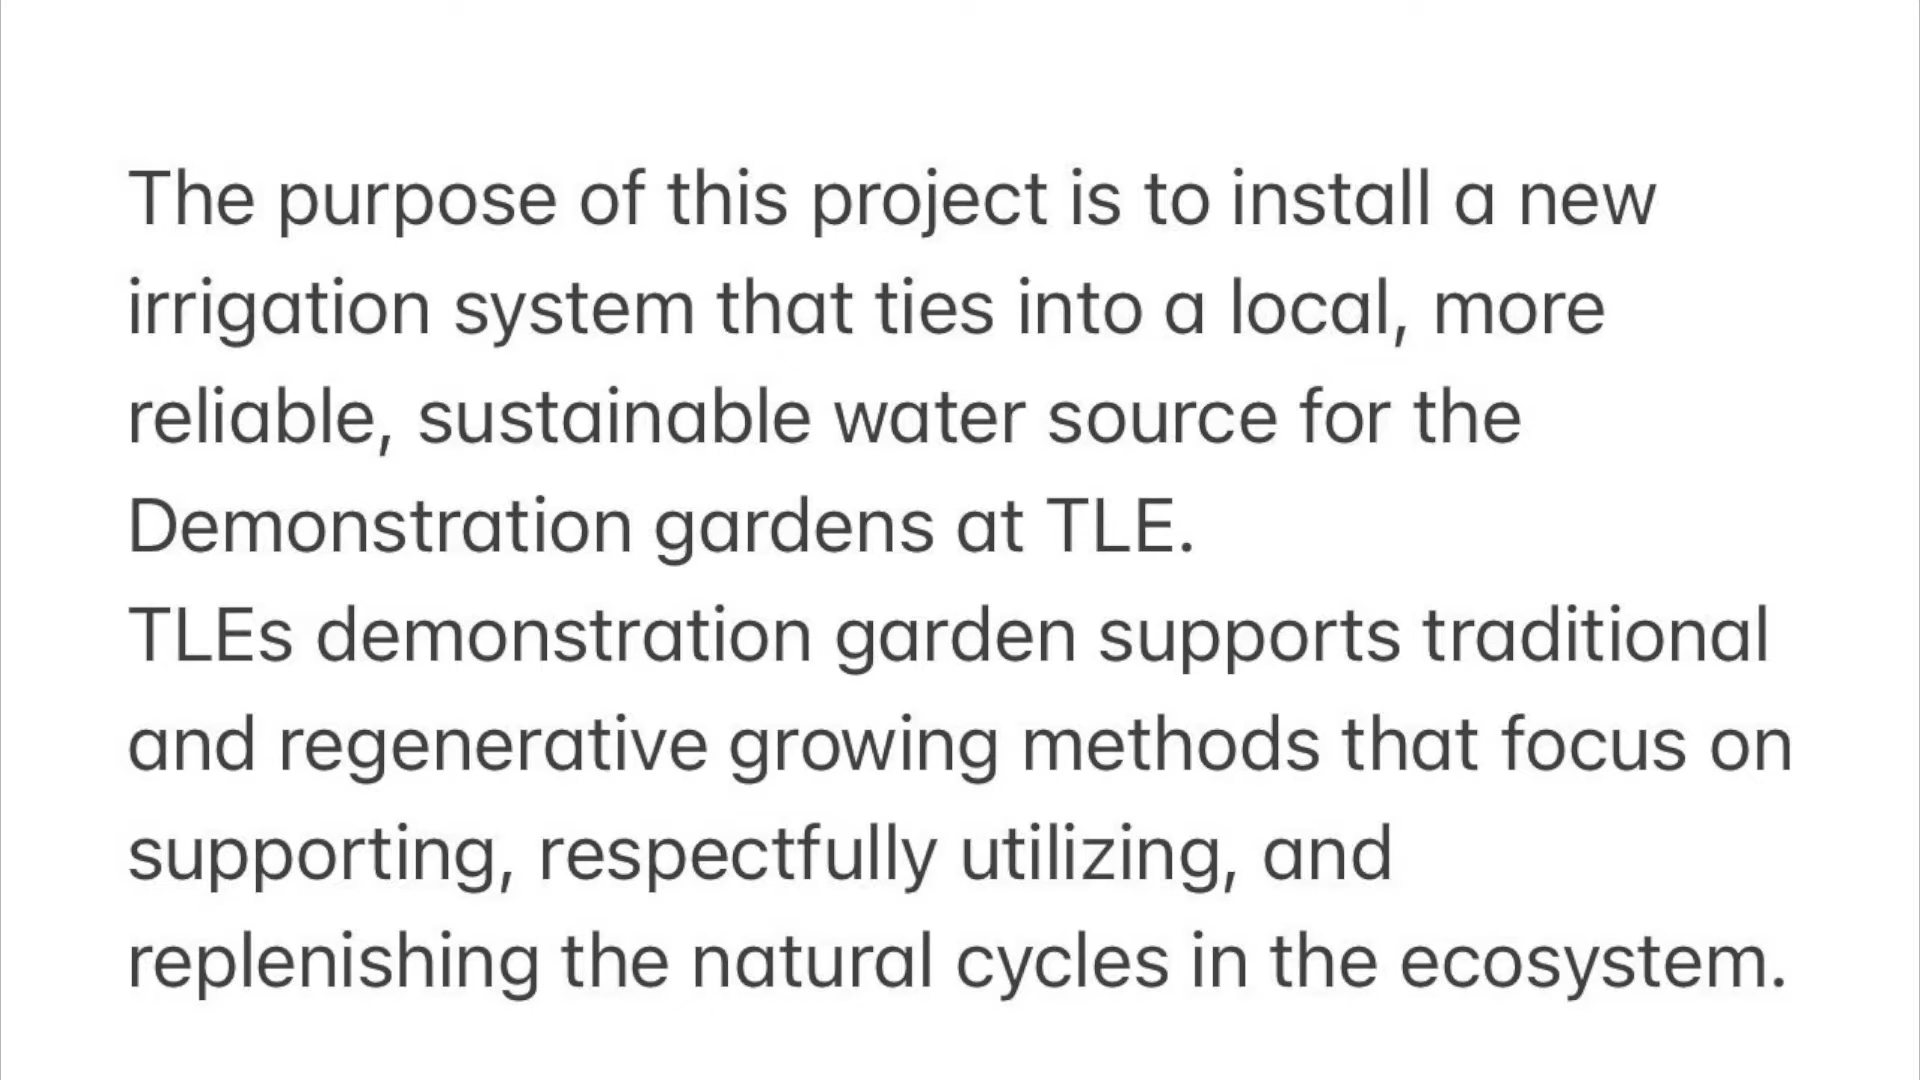 The purpose of this project is to install a new
irrigation system that ties into a local, more
reliable, sustainable water source for the
Demonstration gardens at TLE.
TLEs demonstration garden supports traditional
and regenerative growing methods that focus on
supporting, respectfully utilizing, and
replenishing the natural cycles in the ecosystem.